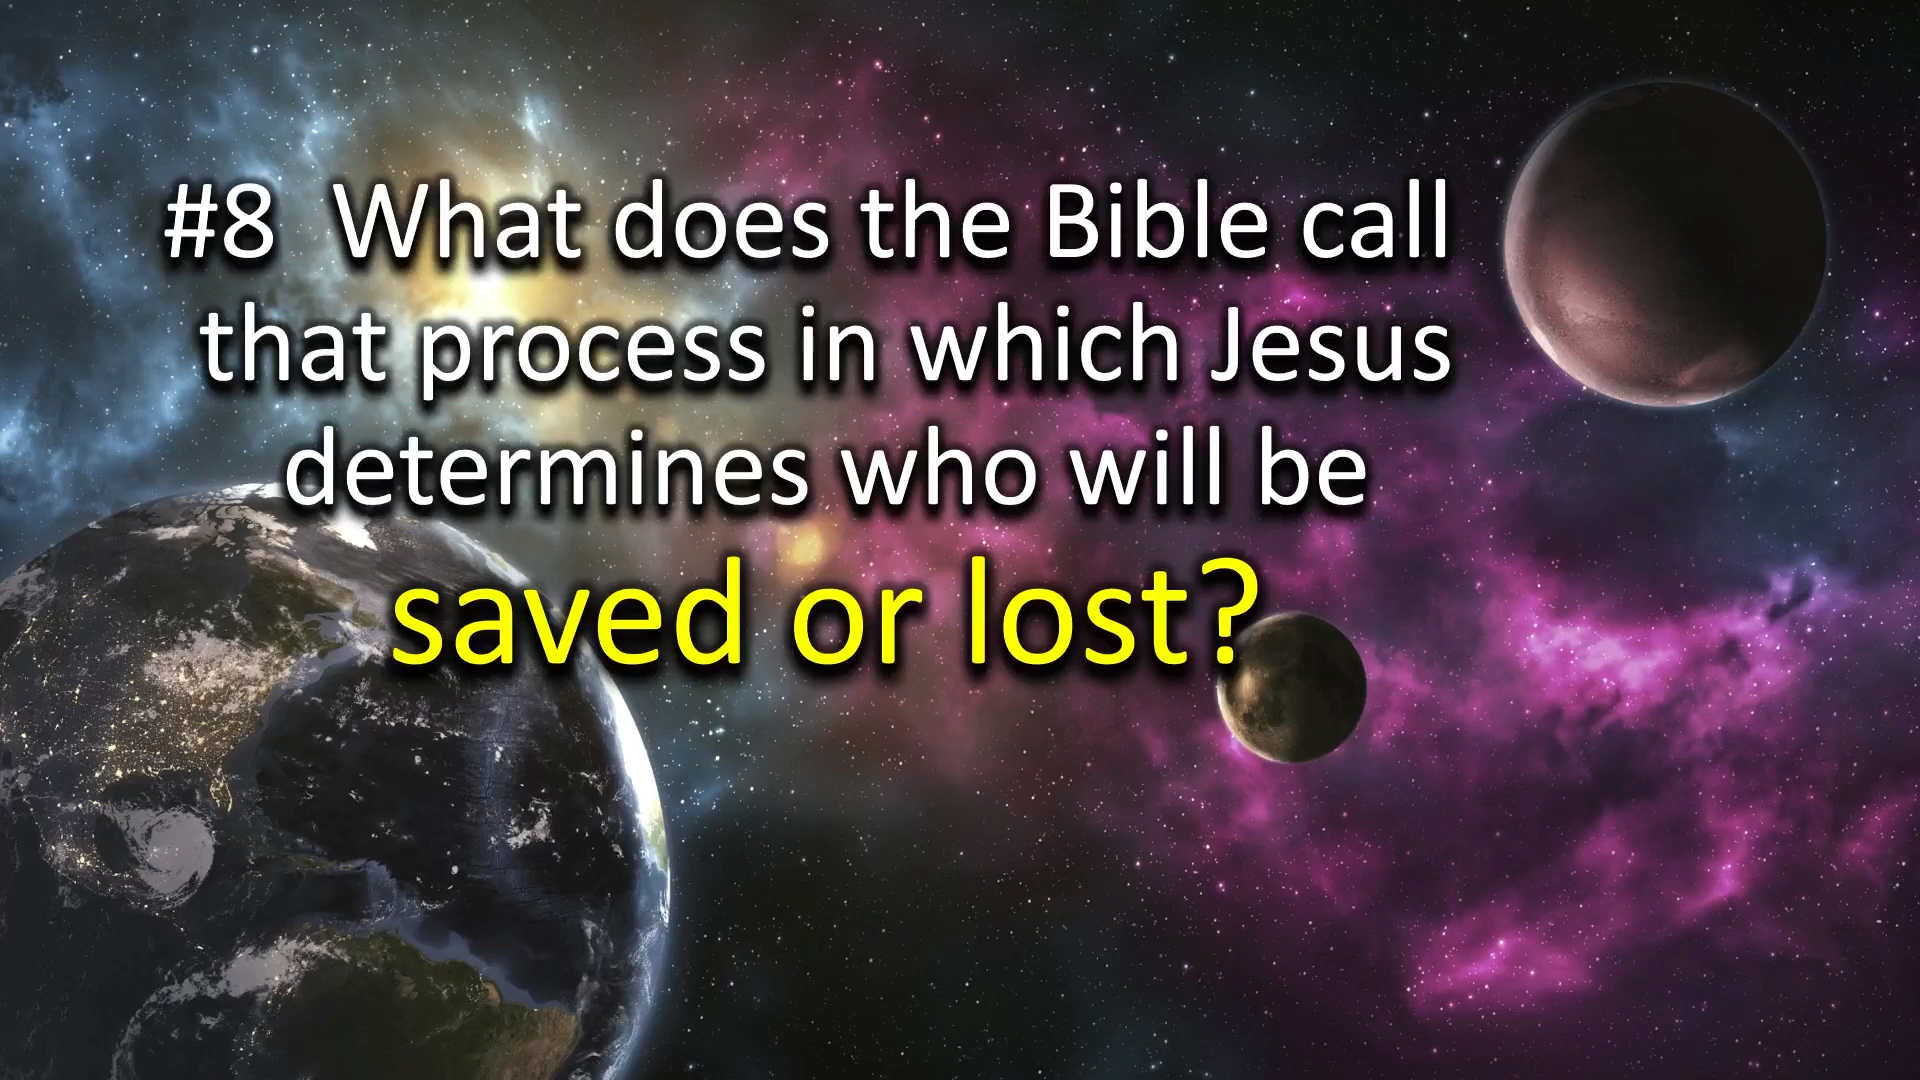 #8 What does the Bible call
that process in which Jesus
determines who will be
saved or lost?